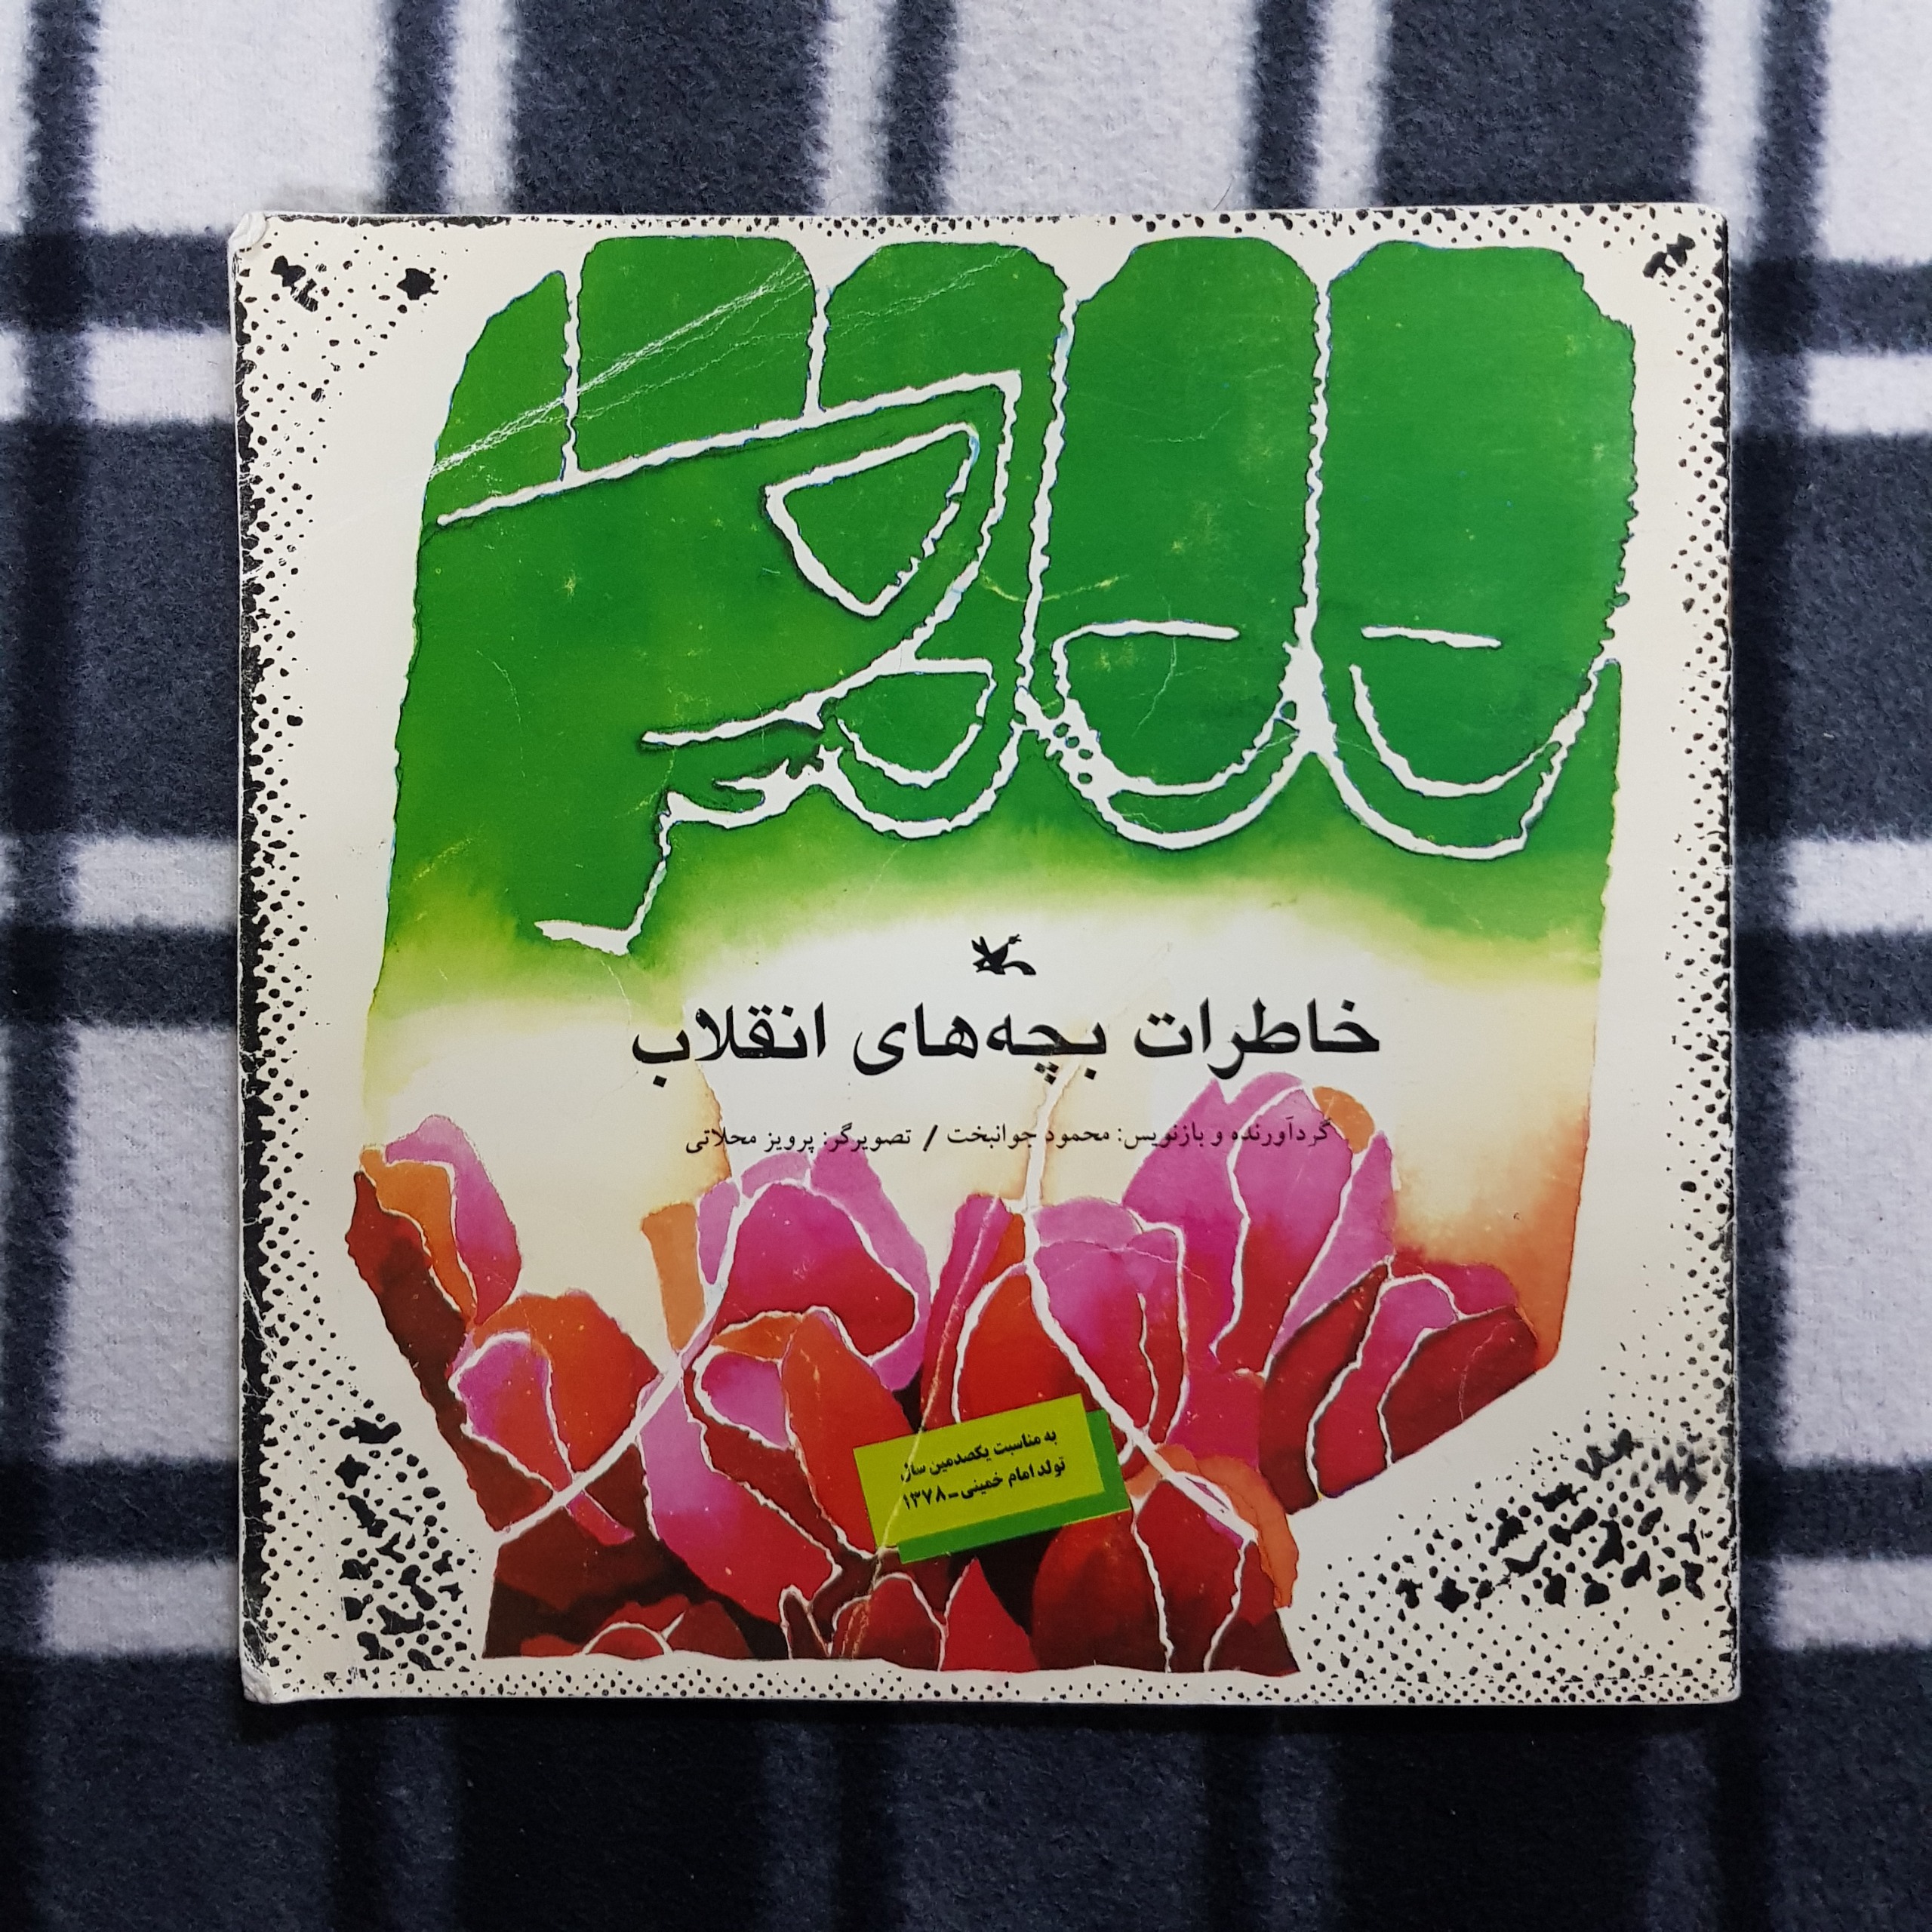 خاطرات بچه‌های انقلاب
گردآورنده و بازنویس: محمود جوانبخت / تصویرگر: پرویز محلاتی
به مناسبت یکصدمین سال
تولد امام خمینی ـ ۱۳۷۸